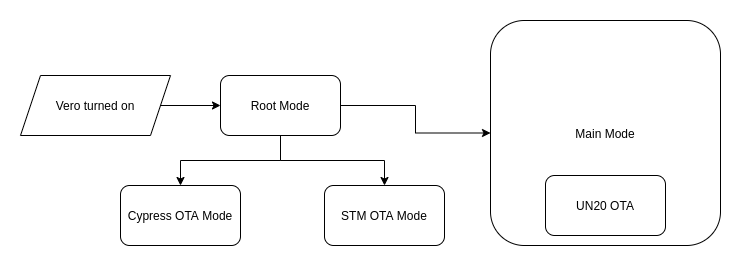 Vero turned on
Root Mode
Main Mode
Cypress OTA Mode
STM OTA Mode
UN20 OTA